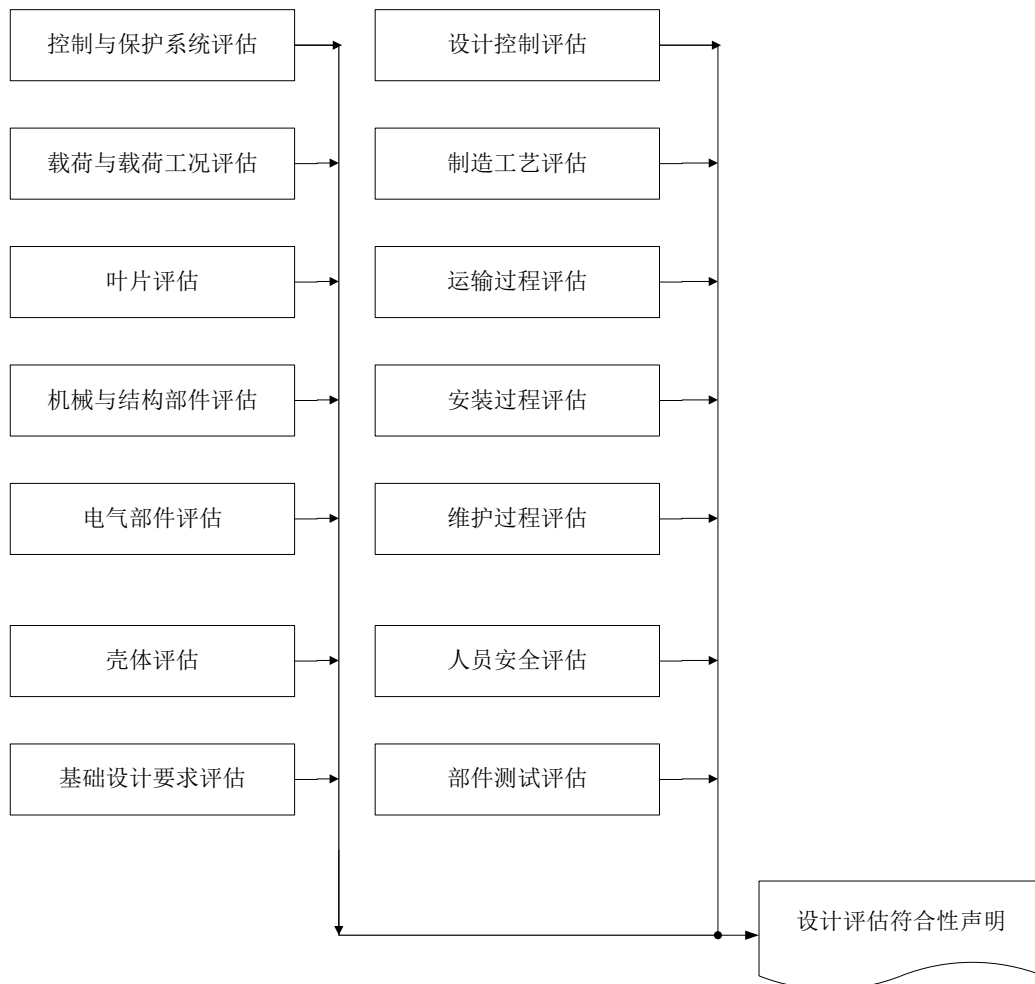 控制与保护系统评估
设计控制评估
载荷与载荷工况评估
制造工艺评估
叶片评估
运输过程评估
机械与结构部件评估
安装过程评估
电气部件评估
维护过程评估
壳体评估
人员安全评估
基础设计要求评估
部件测试评估
设计评估符合性声明